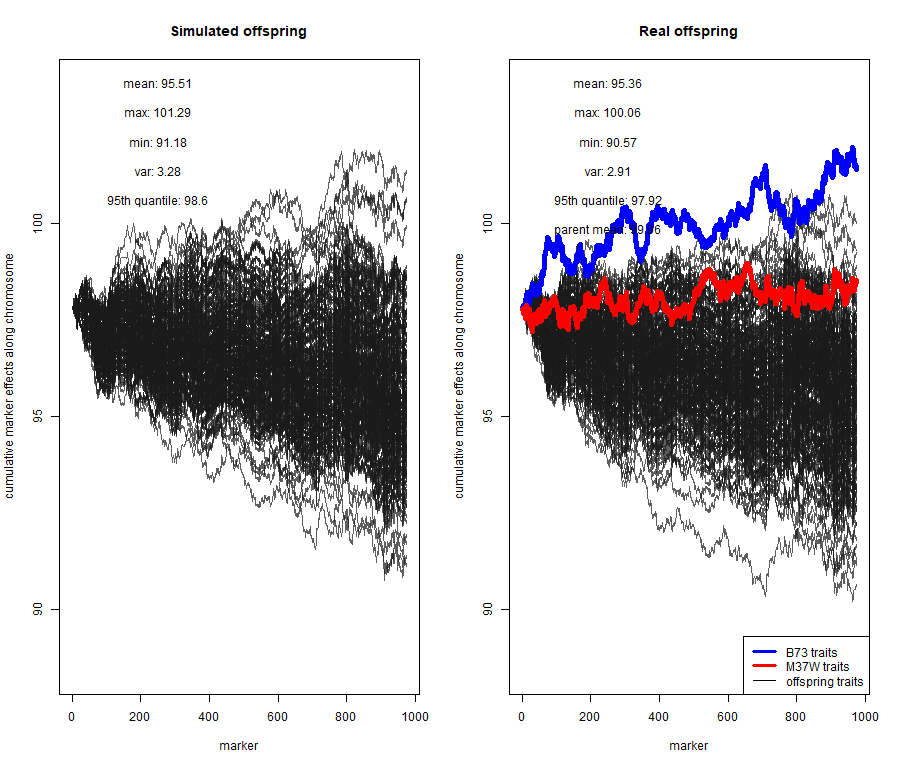 Simulated offspring
mean: 95.51
max: 101.29
min: 91.18
var: 3.28
95th quantile: 98.6
cumulative marker effects along chromosome
100
95
90
0 200 400 600 800 1000
marker
Real offspring
mean: 95.36
max: 100.06
min: 90.57
var: 2.91
95th quantile: 97.92
parent mean:
cumulative marker effects along chromosome
100
95
90
B73 traits
M37W traits
offspring traits
0 200 400 600 800 1000
marker